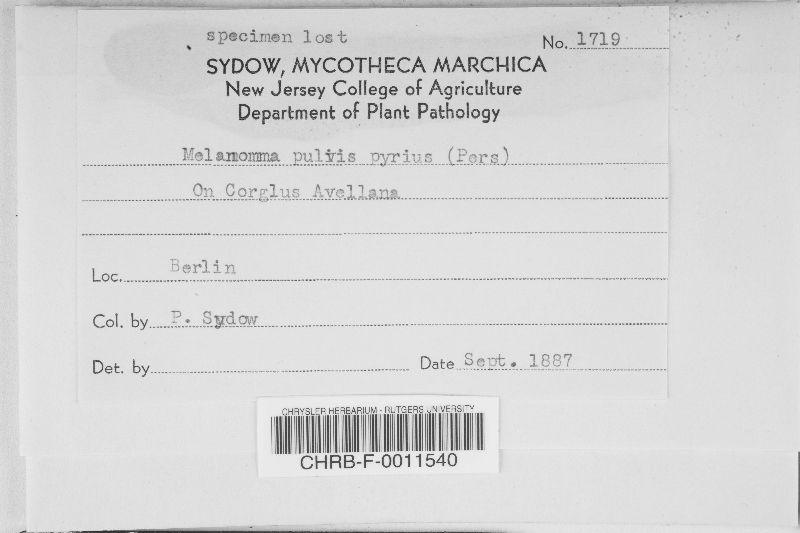 specimen lost
No. 1719
SYDOW, MYCOTHECA MARCHICA
New Jersey College of Agriculture
Department of Plant Pathology
Melanomma pulvis pyrius (Pers)
On Corglus Avellana
Loc. Berlin
Col. by P. Sydow
Det. by
Date Sept. 1887
CHRYSLER HERBARIUM - RUTGERS UNIVERSITY
CHRB-F-0011540